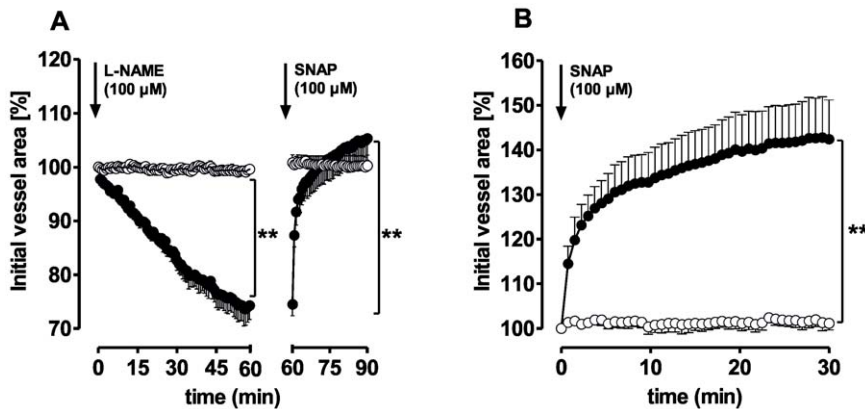 A
B
L-NAME
(100 µM)
SNAP
(100 µM)
SNAP
(100 µM)
Initial vessel area [%]
120
110
100
90
80
70
**
**
0
15
30
45
60
60
75
90
time (min)
Initial vessel area [%]
160
150
140
130
120
110
100
**
0
10
20
30
time (min)